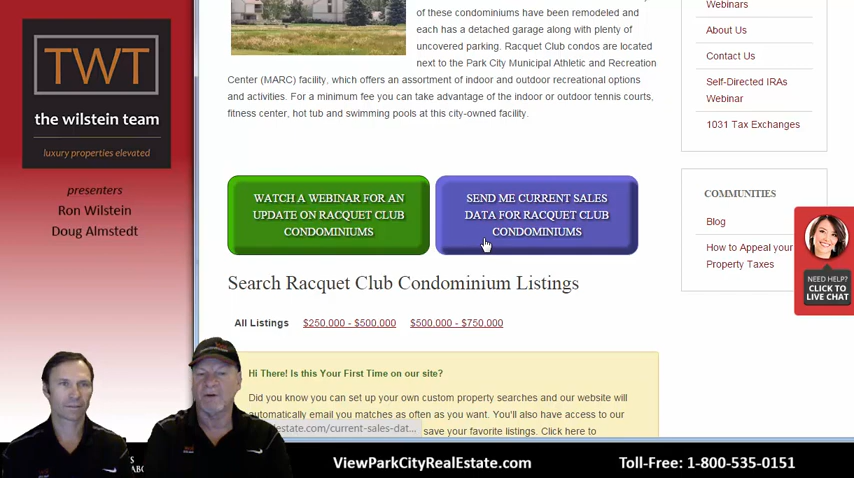 TWT
the wilstein team
luxury properties elevated
presenters
Ron Wilstein
Doug Almstedt
of these condominiums have been remodeled and
each has a detached garage along with plenty of
uncovered parking. Racquet Club condos are located
next to the Park City Municipal Athletic and Recreation
Center (MARC) facility, which offers an assortment of indoor and outdoor recreational options
and activities. For a minimum fee you can take advantage of the indoor or outdoor tennis courts,
fitness center, hot tub and swimming pools at this city-owned facility.
WATCH A WEBINAR FOR AN
UPDATE ON RACQUET CLUB
CONDOMINIUMS
SEND ME CURRENT SALES
DATA FOR RACQUET CLUB
CONDOMINIUMS
Search Racquet Club Condominium Listings
All Listings $250,000 - $500,000 $500,000 - $750,000
Hi There! Is this Your First Time on our site?
Did you know you can set up your own custom property searches and our website will
automatically email you matches as often as you want. You'll also have access to our
save your favorite listings. Click here to
estate.com/current-sales-dat...
Webinars
About Us
Contact Us
Self-Directed IRAs
Webinar
1031 Tax Exchanges
COMMUNITIES
Blog
How to Appeal your
Property Taxes
NEED HELP?
CLICK TO
LIVE CHAT
ViewParkCityRealEstate.com
Toll-Free: 1-800-535-0151